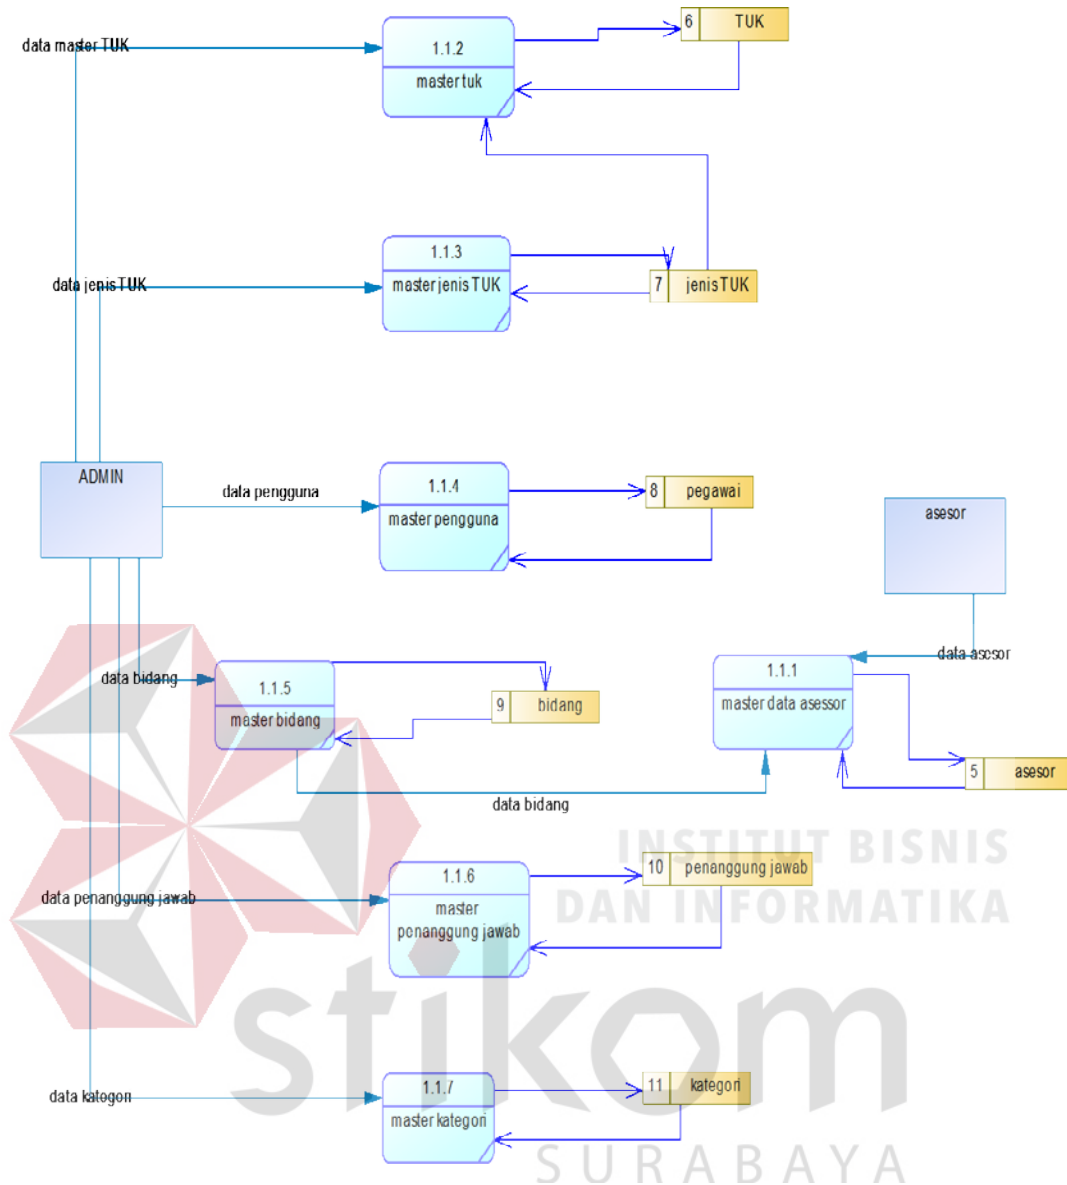 data master TUK
1.1.2
master tuk
6
TUK
1.1.3
master jenis TUK
data jenis TUK
7
jenis TUK
ADMIN
data pengguna
1.1.4
master pengguna
8
pegawai
asesor
data asesor
data bidang
1.1.5
master bidang
9
bidang
1.1.1
master data asessor
5
asesor
data bidang
INSTITUT BISNIS
DAN INFORMATIKA
data penanggung jawab
1.1.6
master
penanggung jawab
10
penanggung jawab
stikom
data kategori
1.1.7
master kategori
11
kategori
SURABAYA